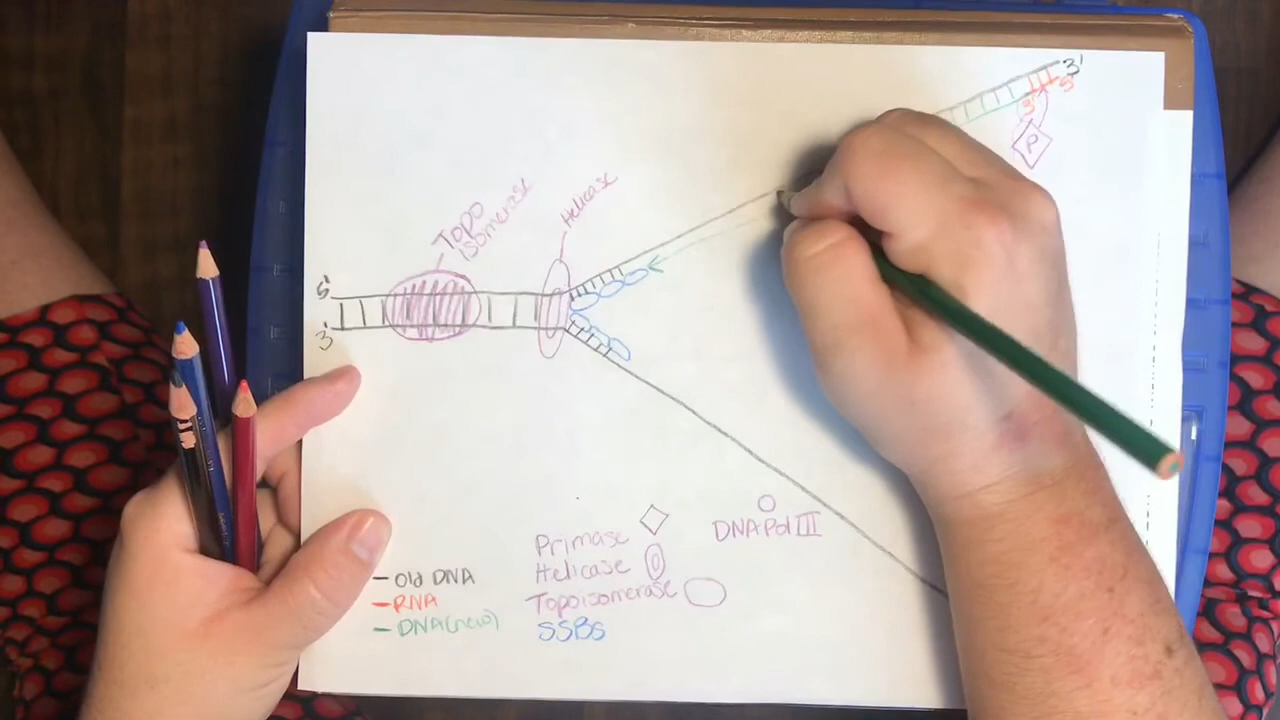 3'
5'
3'
P
Topo
isomerase
Helicase
5'
3'
Primase
DNA Pol III
Helicase
Topoisomerase
SSBs
- Old DNA
- RNA
- DNA(new)